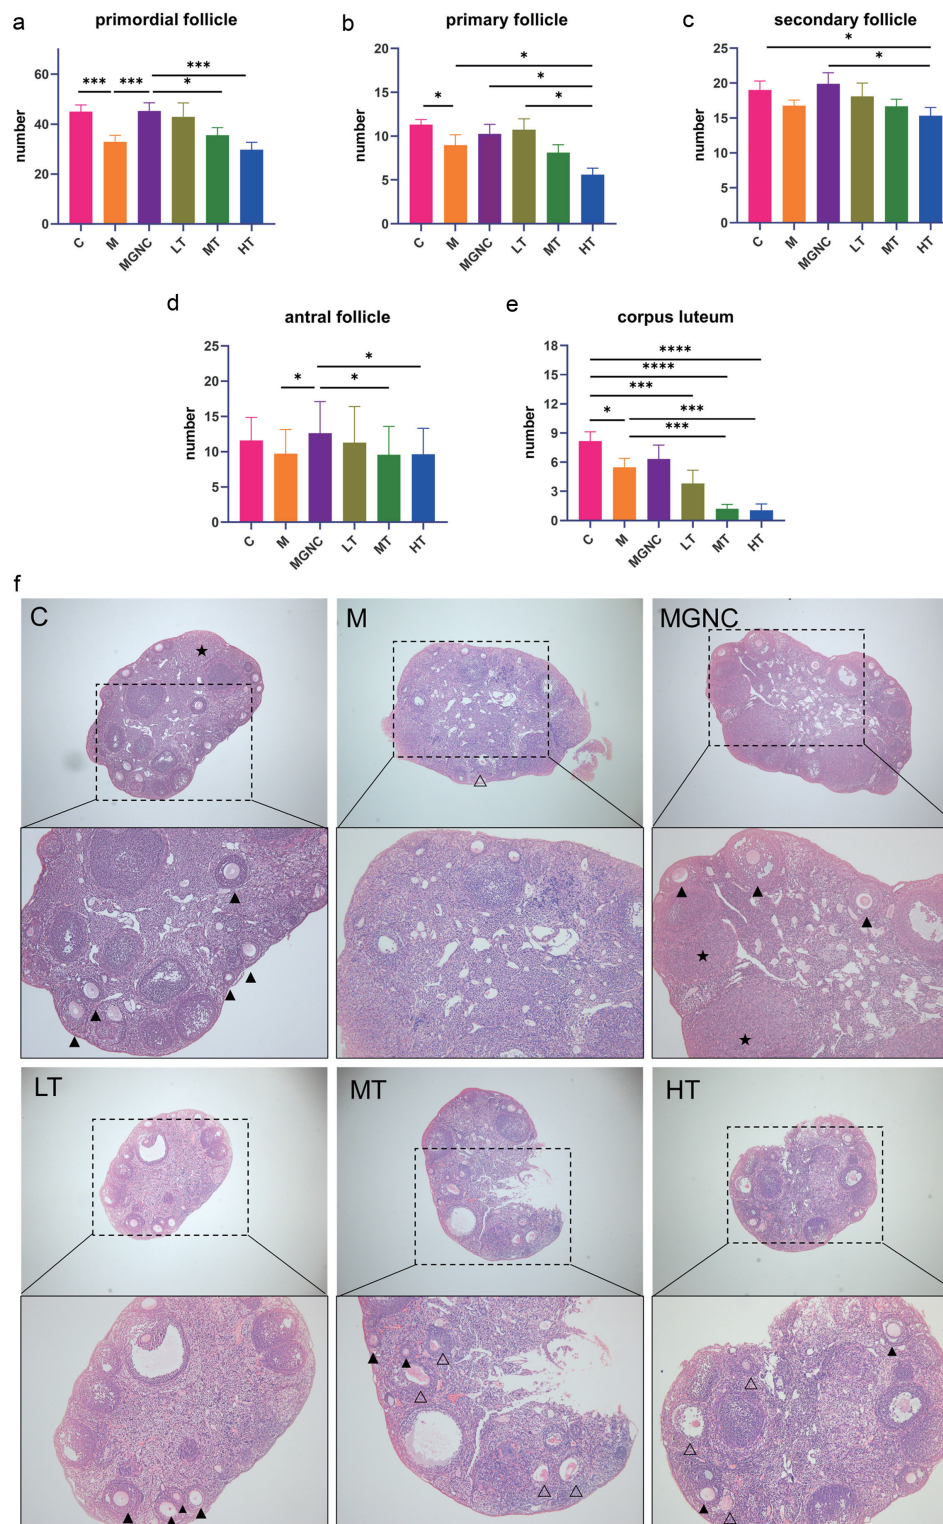 a
primordial follicle
number
60
40
20
0
***
***
***
*
C
M
MGNC
LT
MT
HT
b
primary follicle
number
20
15
10
5
0
*
*
*
*
C
M
MGNC
LT
MT
HT
c
secondary follicle
number
25
20
15
10
5
0
*
*
C
M
MGNC
LT
MT
HT
d
antral follicle
number
25
20
15
10
5
0
*
*
*
C
M
MGNC
LT
MT
HT
e
corpus luteum
number
18
15
12
9
6
3
0
****
****
***
*
***
***
C
M
MGNC
LT
MT
HT
f
C
M
MGNC
LT
MT
HT